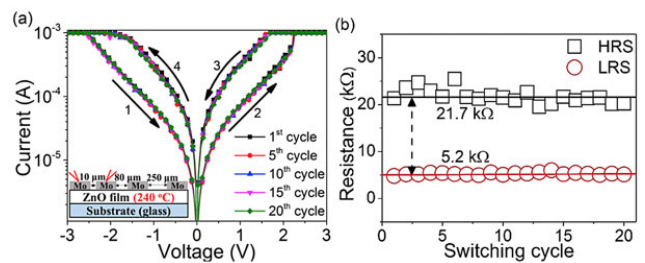 (a)
10⁻³
10⁻⁴
10⁻⁵
Current (A)
1
2
3
4
1ˢᵗ cycle
5ᵗʰ cycle
10ᵗʰ cycle
15ᵗʰ cycle
20ᵗʰ cycle
10 μm 80 μm 250 μm
Mo Mo Mo Mo
ZnO film (240 °C)
Substrate (glass)
-3 -2 -1 0 1 2 3
Voltage (V)
(b)
40
30
20
10
0
Resistance (kΩ)
HRS
LRS
21.7 kΩ
5.2 kΩ
0 5 10 15 20
Switching cycle